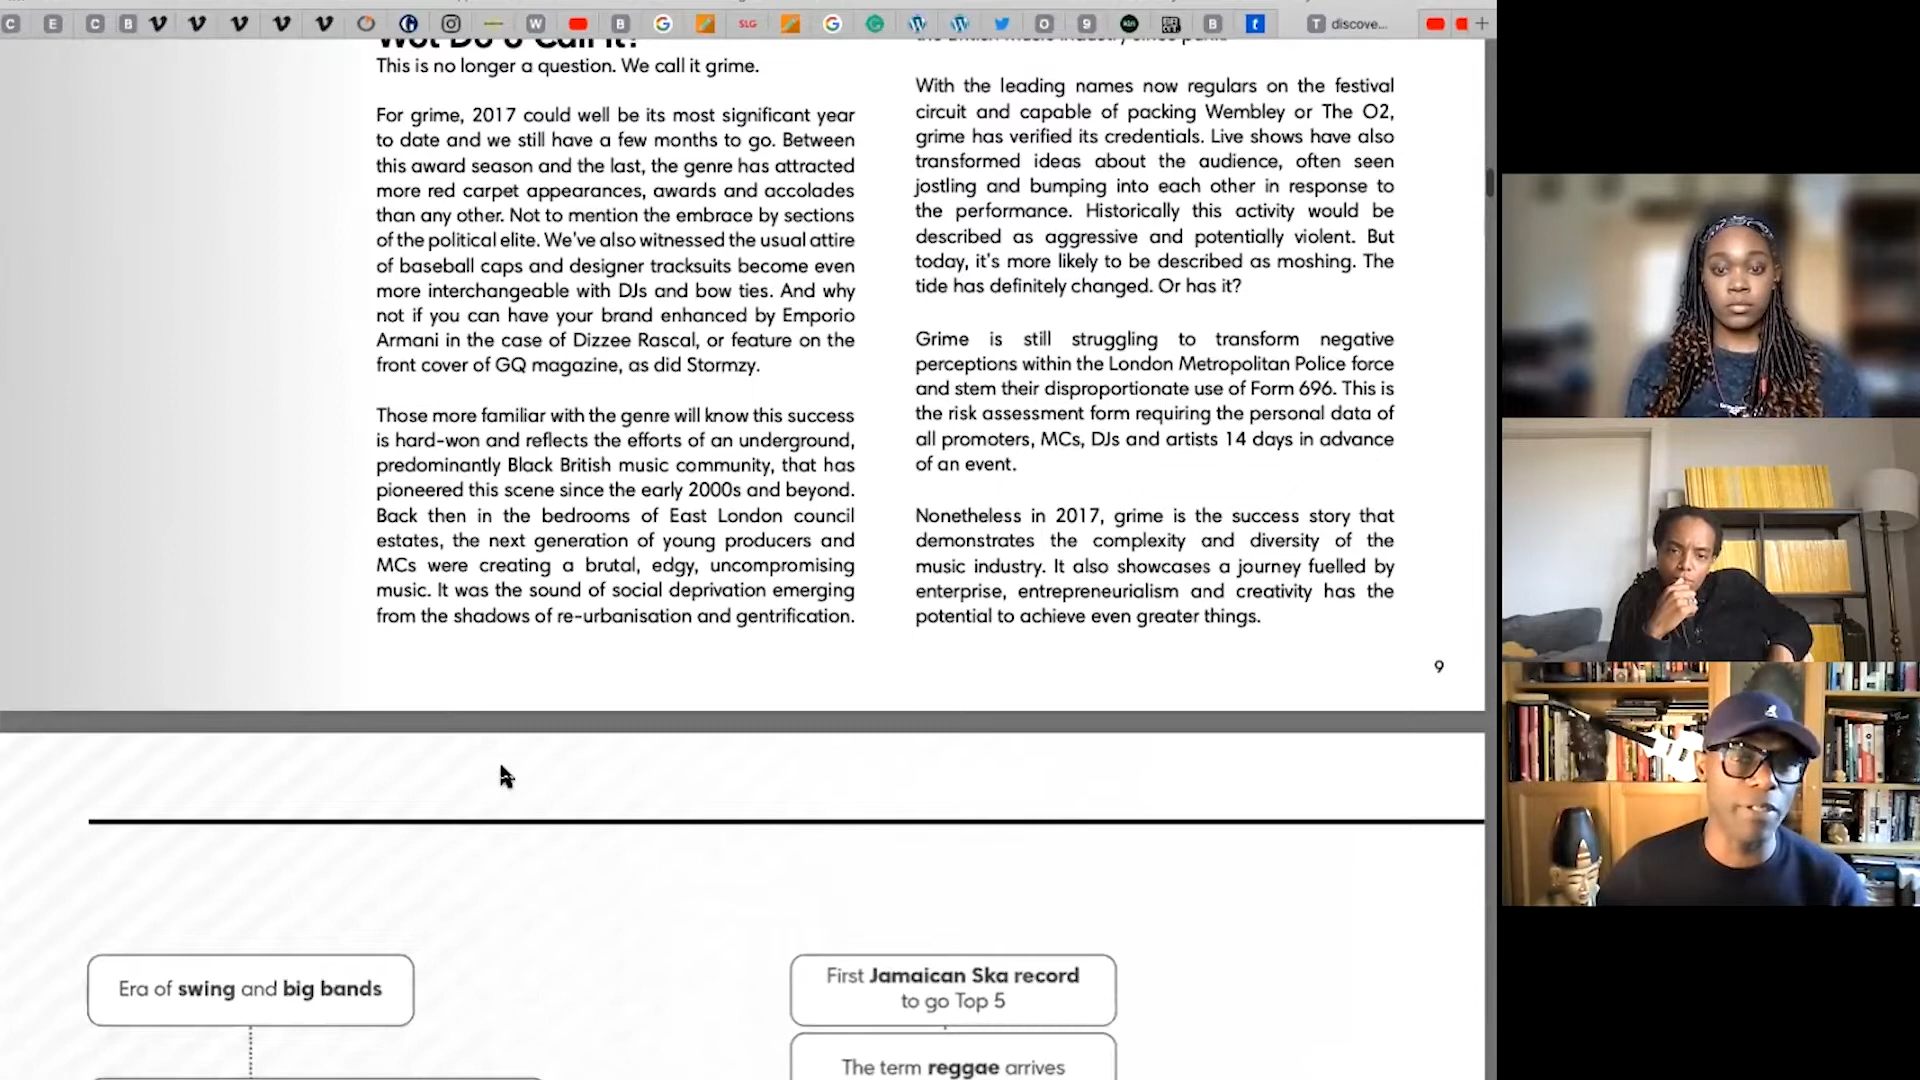 discove...
Wot Do U Call It?
This is no longer a question. We call it grime.
For grime, 2017 could well be its most significant year
to date and we still have a few months to go. Between
this award season and the last, the genre has attracted
more red carpet appearances, awards and accolades
than any other. Not to mention the embrace by sections
of the political elite. We've also witnessed the usual attire
of baseball caps and designer tracksuits become even
more interchangeable with DJs and bow ties. And why
not if you can have your brand enhanced by Emporio
Armani in the case of Dizzee Rascal, or feature on the
front cover of GQ magazine, as did Stormzy.
Those more familiar with the genre will know this success
is hard-won and reflects the efforts of an underground,
predominantly Black British music community, that has
pioneered this scene since the early 2000s and beyond.
Back then in the bedrooms of East London council
estates, the next generation of young producers and
MCs were creating a brutal, edgy, uncompromising
music. It was the sound of social deprivation emerging
from the shadows of re-urbanisation and gentrification.
the British music industry since punk.
With the leading names now regulars on the festival
circuit and capable of packing Wembley or The O2,
grime has verified its credentials. Live shows have also
transformed ideas about the audience, often seen
jostling and bumping into each other in response to
the performance. Historically this activity would be
described as aggressive and potentially violent. But
today, it's more likely to be described as moshing. The
tide has definitely changed. Or has it?
Grime is still struggling to transform negative
perceptions within the London Metropolitan Police force
and stem their disproportionate use of Form 696. This is
the risk assessment form requiring the personal data of
all promoters, MCs, DJs and artists 14 days in advance
of an event.
Nonetheless in 2017, grime is the success story that
demonstrates the complexity and diversity of the
music industry. It also showcases a journey fuelled by
enterprise, entrepreneurialism and creativity has the
potential to achieve even greater things.
9
Era of swing and big bands
First Jamaican Ska record
to go Top 5
The term reggae arrives